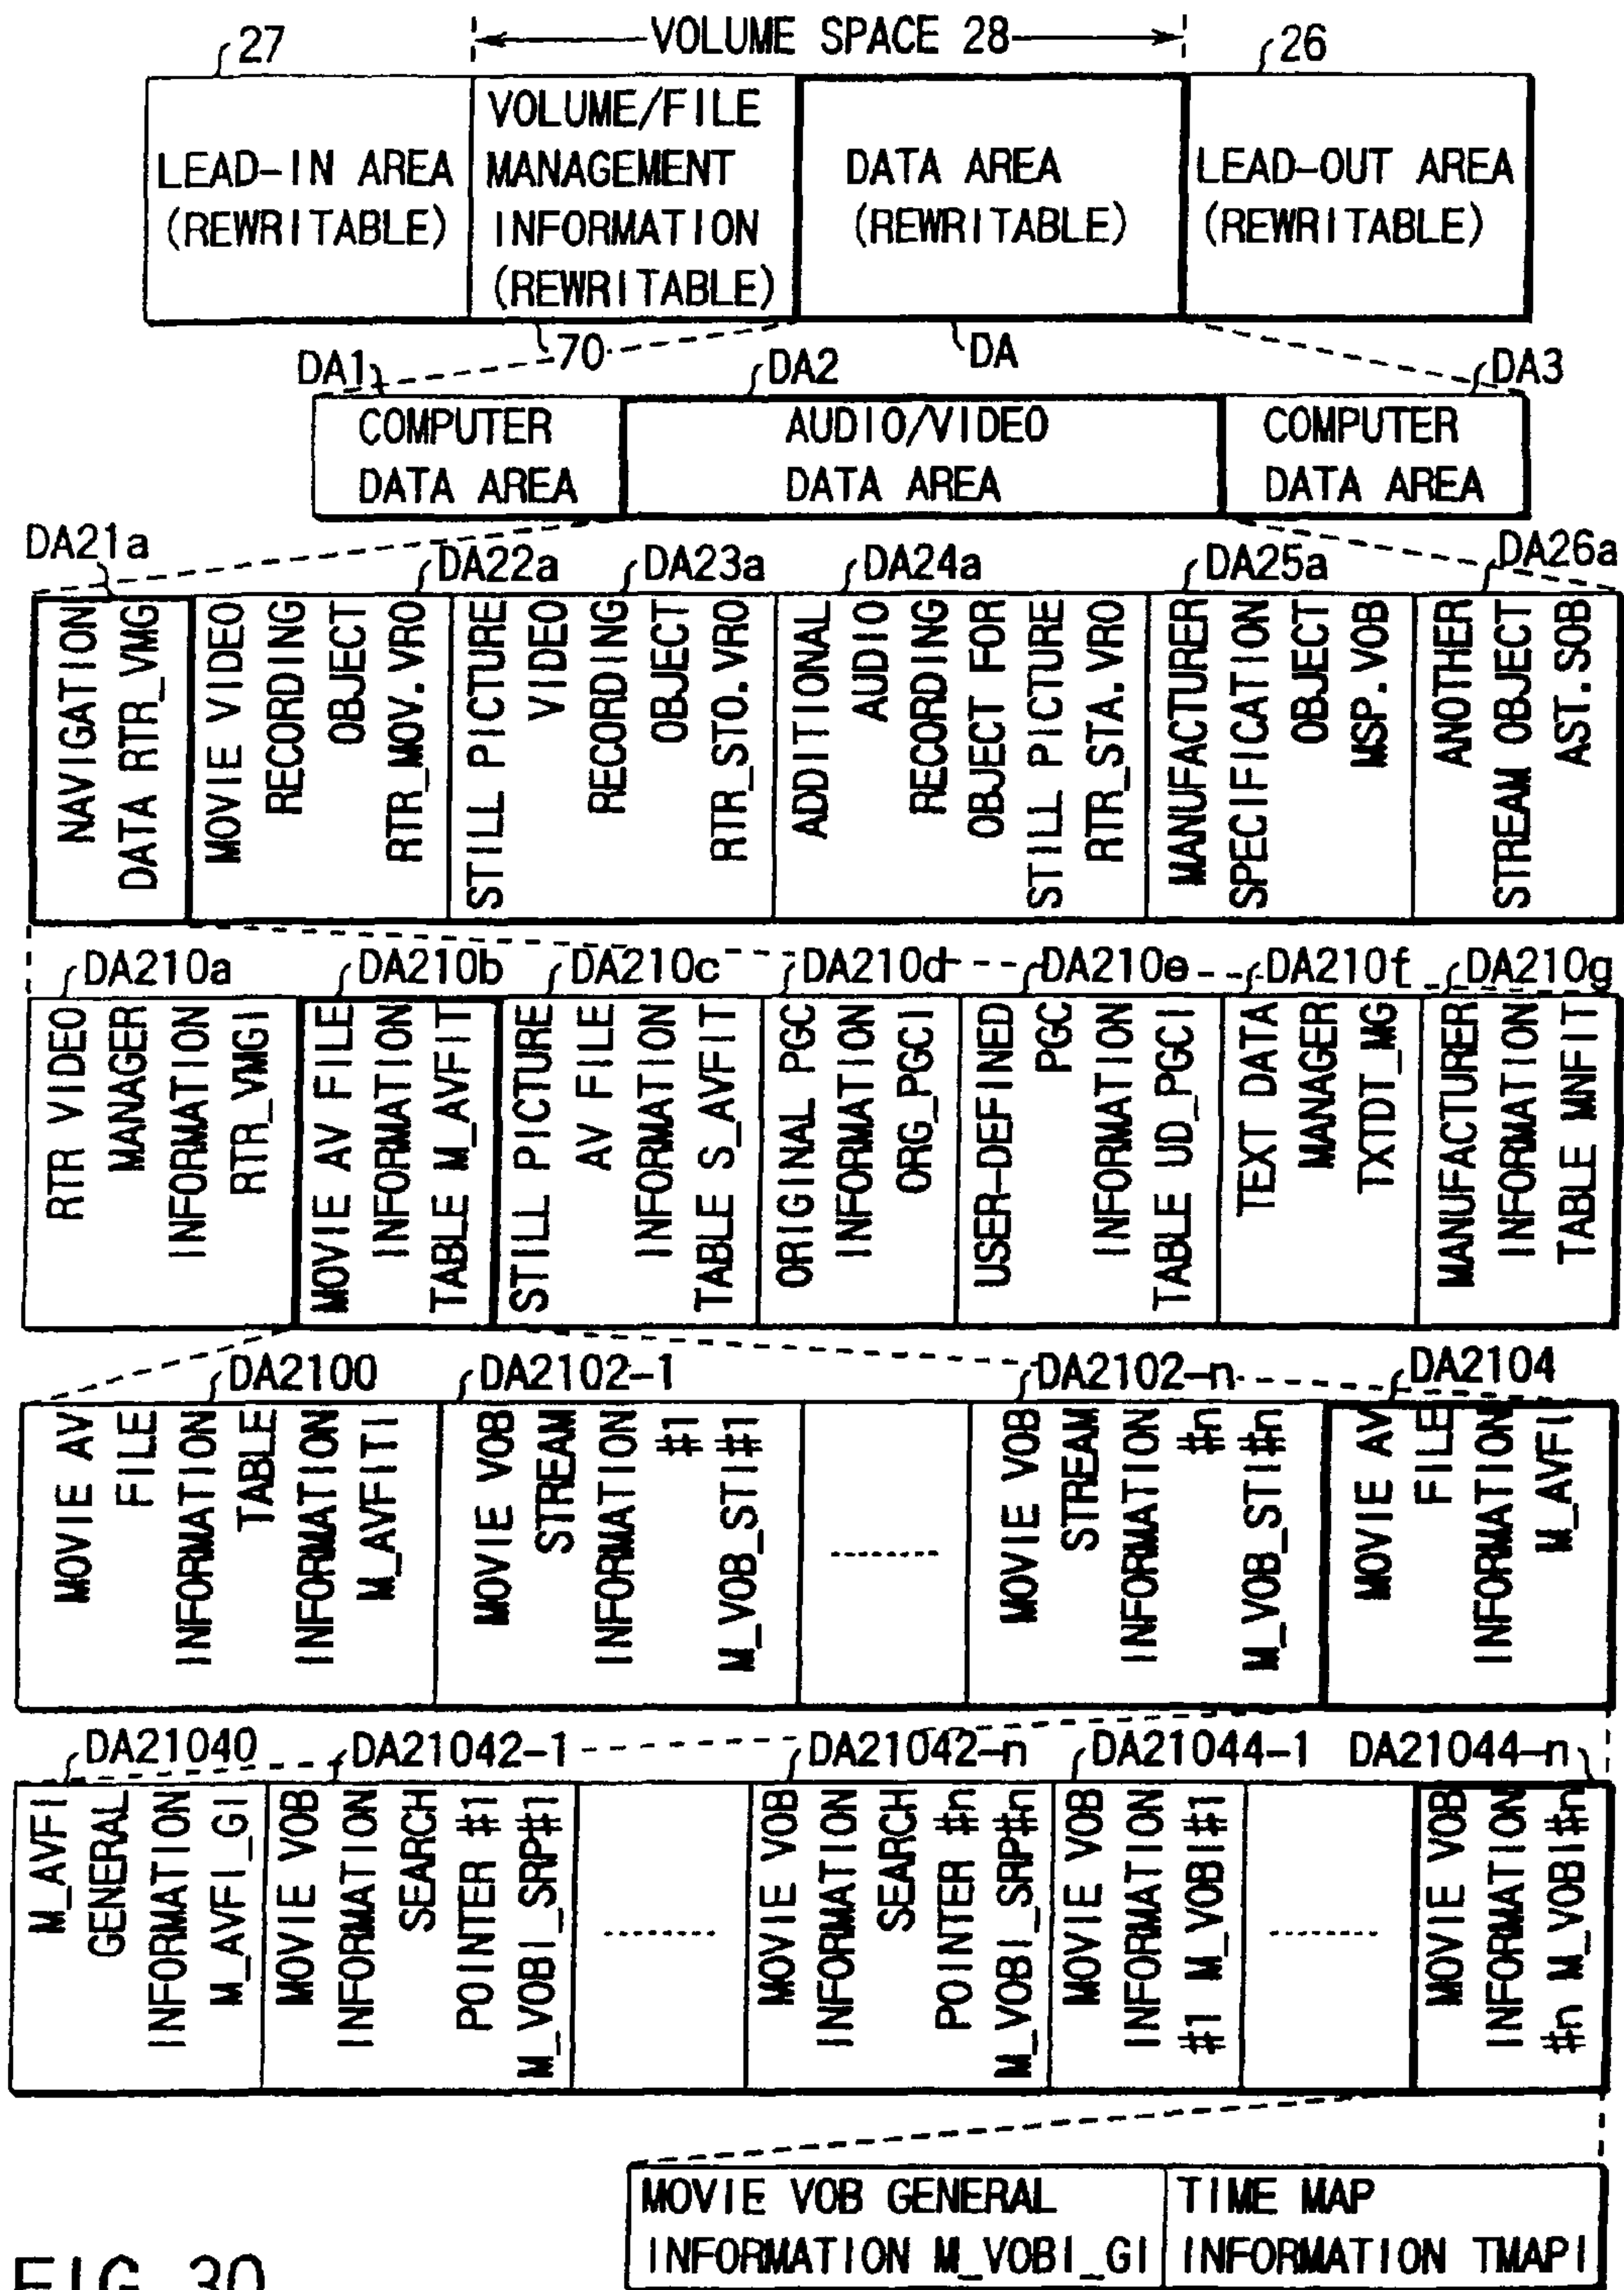 27
VOLUME SPACE 28
26
LEAD-IN AREA
(REWRITABLE)
VOLUME/FILE
MANAGEMENT
INFORMATION
(REWRITABLE)
DATA AREA
(REWRITABLE)
LEAD-OUT AREA
(REWRITABLE)
70
DA
DA1
DA2
DA3
COMPUTER
DATA AREA
AUDIO/VIDEO
DATA AREA
COMPUTER
DATA AREA
DA21a
DA22a
DA23a
DA24a
DA25a
DA26a
NAVIGATION
DATA RTR_VMG
MOVIE VIDEO
RECORDING
OBJECT
RTR_MOV.VRO
STILL PICTURE
VIDEO
RECORDING
OBJECT
RTR_STO.VRO
ADDITIONAL
AUDIO
RECORDING
OBJECT FOR
STILL PICTURE
RTR_STA.VRO
MANUFACTURER
SPECIFICATION
OBJECT
MSP.VOB
ANOTHER
STREAM OBJECT
AST.SOB
DA210a
DA210b
DA210c
DA210d
DA210e
DA210f
DA210g
RTR VIDEO
MANAGER
INFORMATION
RTR_VMGI
MOVIE AV FILE
INFORMATION
TABLE M_AVFIT
STILL PICTURE
AV FILE
INFORMATION
TABLE S_AVFIT
ORIGINAL PGC
INFORMATION
ORG_PGCI
USER-DEFINED
PGC
INFORMATION
TABLE UD_PGCI
TEXT DATA
MANAGER
TXTDT_MG
MANUFACTURER
INFORMATION
TABLE MNFIT
DA2100
DA2102-1
DA2102-n
DA2104
MOVIE AV
FILE
INFORMATION
TABLE
INFORMATION
M_AVFITI
MOVIE VOB
STREAM
INFORMATION
#1
M_VOB_STI#1
MOVIE VOB
STREAM
INFORMATION
#n
M_VOB_STI#n
MOVIE AV
FILE
INFORMATION
M_AVFI
DA21040
DA21042-1
DA21042-n
DA21044-1
DA21044-n
M_AVFI
GENERAL
INFORMATION
M_AVFI_GI
MOVIE VOB
INFORMATION
SEARCH
POINTER #1
M_VOBI_SRP#1
MOVIE VOB
INFORMATION
SEARCH
POINTER #n
M_VOBI_SRP#n
MOVIE VOB
INFORMATION
#1 M_VOBI#1
MOVIE VOB
INFORMATION
#n M_VOBI#n
MOVIE VOB GENERAL
INFORMATION M_VOBI_GI
TIME MAP
INFORMATION TMAPI
FIG. 30